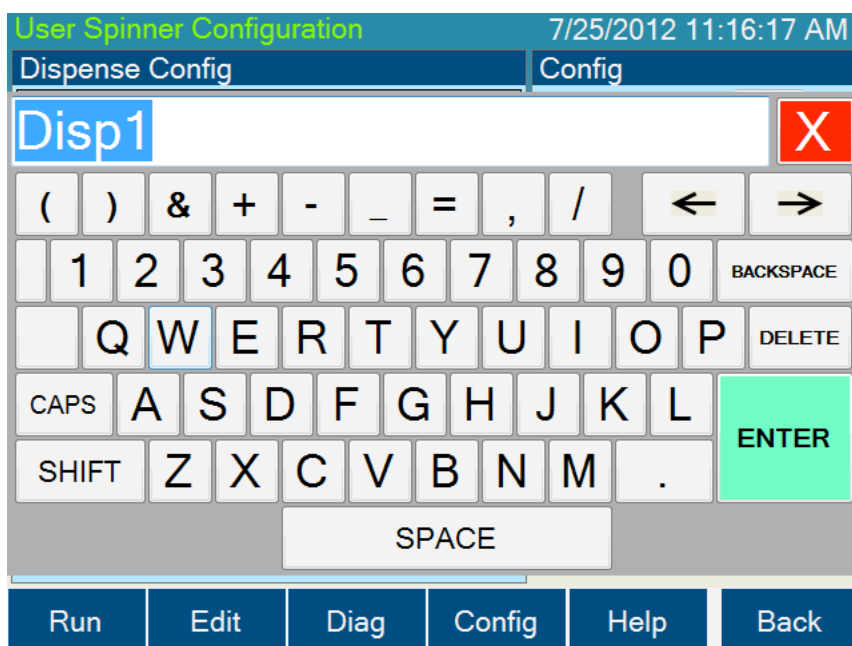 User Spinner Configuration 7/25/2012 11:16:17 AM
Dispense Config Config
Disp1 X
( ) & + - _ = , / ← →
1 2 3 4 5 6 7 8 9 0 BACKSPACE
Q W E R T Y U I O P DELETE
CAPS A S D F G H J K L
ENTER
SHIFT Z X C V B N M .
SPACE
Run Edit Diag Config Help Back